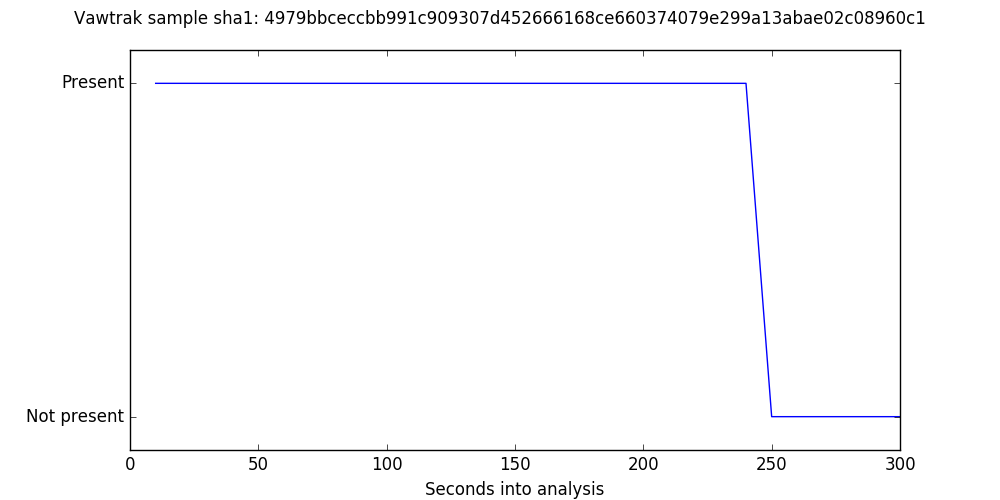 Vawtrak sample sha1: 4979bbceccbb991c909307d452666168ce660374079e299a13abae02c08960c1
Present
Not present
0 50 100 150 200 250 300
Seconds into analysis